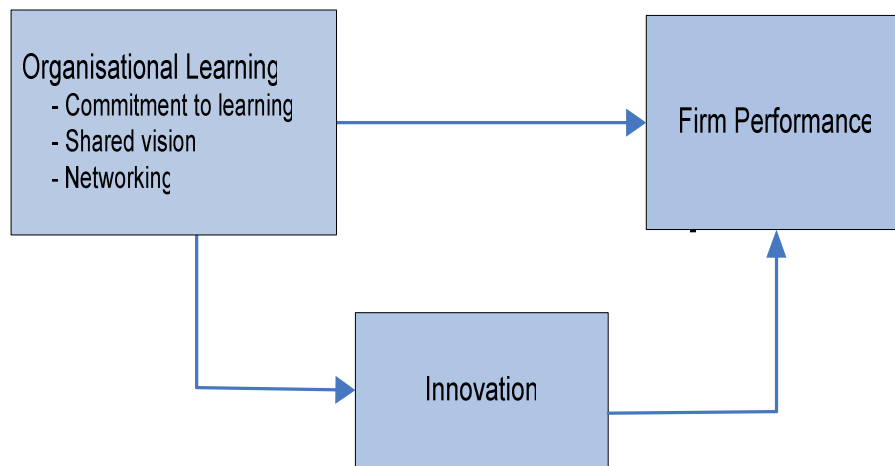 Organisational Learning
- Commitment to learning
- Shared vision
- Networking
Firm Performance
Innovation